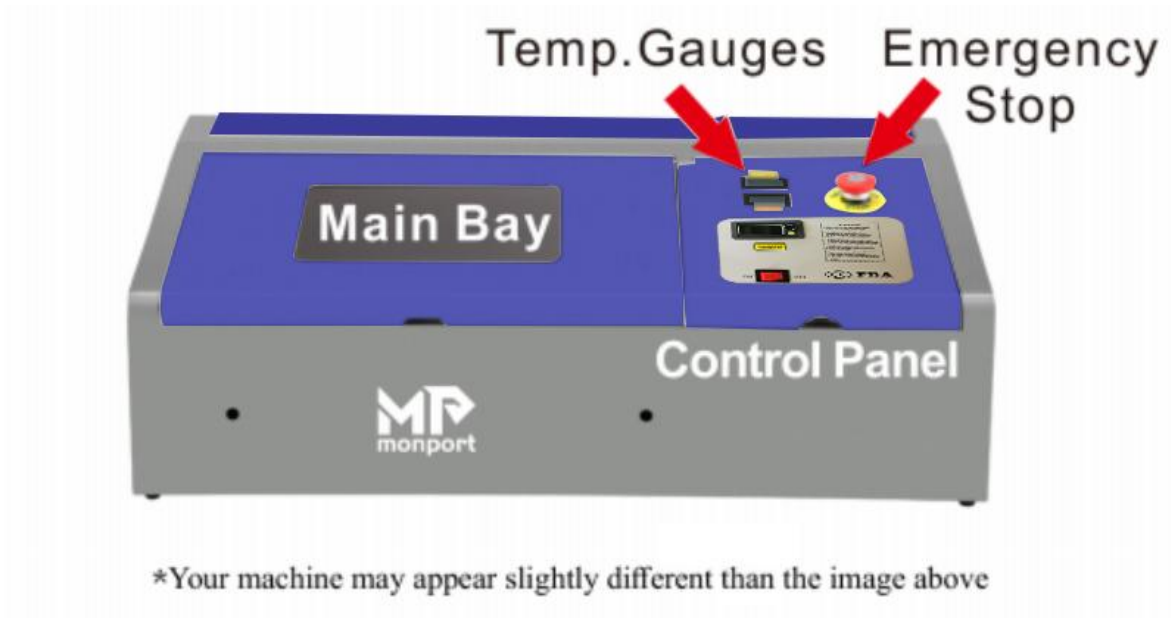 Temp.Gauges
Emergency
Stop
Main Bay
FDA
Control Panel
MP
monport
*Your machine may appear slightly different than the image above